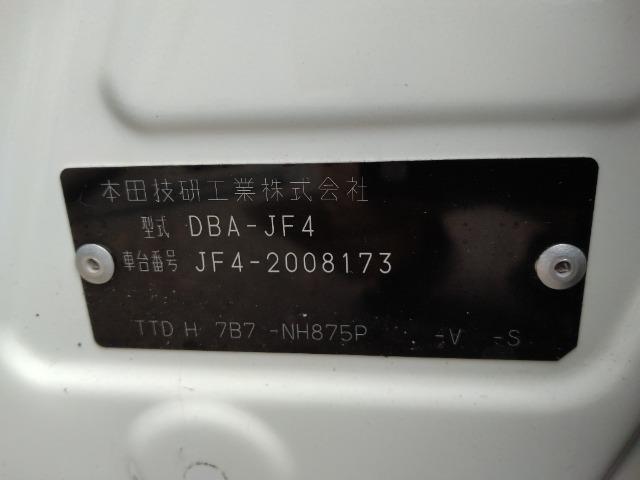 本田技研工業株式会社
型式 DBA-JF4
車台番号 JF4-2008173
TTD H 7B7 -NH875P -V -S